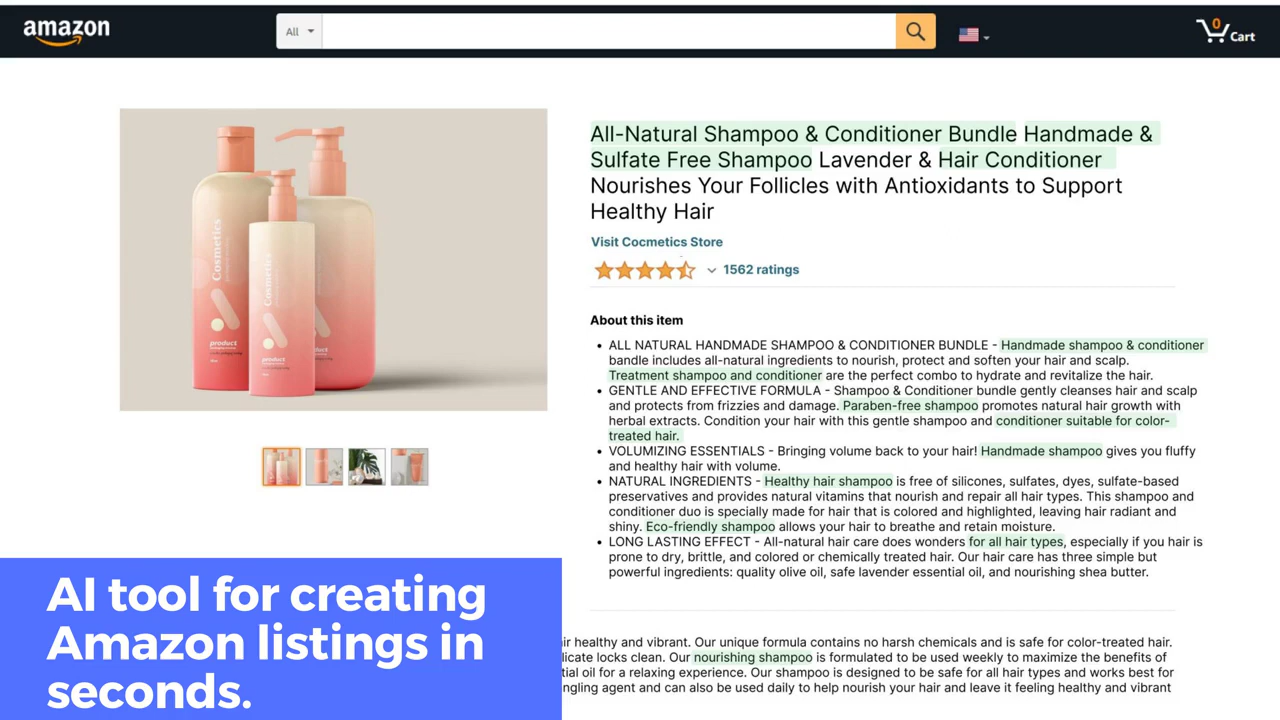 amazon
All
0
Cart
All-Natural Shampoo & Conditioner Bundle Handmade &
Sulfate Free Shampoo Lavender & Hair Conditioner
Nourishes Your Follicles with Antioxidants to Support
Healthy Hair
Visit Cocmetics Store
1562 ratings
About this item
• ALL NATURAL HANDMADE SHAMPOO & CONDITIONER BUNDLE - Handmade shampoo & conditioner
bundle includes all-natural ingredients to nourish, protect and soften your hair and scalp.
Treatment shampoo and conditioner are the perfect combo to hydrate and revitalize the hair.
• GENTLE AND EFFECTIVE FORMULA - Shampoo & Conditioner bundle gently cleanses hair and scalp
and protects from frizzies and damage. Paraben-free shampoo promotes natural hair growth with
herbal extracts. Condition your hair with this gentle shampoo and conditioner suitable for color-
treated hair.
• VOLUMIZING ESSENTIALS - Bringing volume back to your hair! Handmade shampoo gives you fluffy
and healthy hair with volume.
• NATURAL INGREDIENTS - Healthy hair shampoo is free of silicones, sulfates, dyes, sulfate-based
preservatives and provides natural vitamins that nourish and repair all hair types. This shampoo and
conditioner duo is specially made for hair that is colored and highlighted, leaving hair radiant and
shiny. Eco-friendly shampoo allows your hair to breathe and retain moisture.
• LONG LASTING EFFECT - All-natural hair care does wonders for all hair types, especially if you hair is
prone to dry, brittle, and colored or chemically treated hair. Our hair care has three simple but
powerful ingredients: quality olive oil, safe lavender essential oil, and nourishing shea butter.
Cosmetics
Cosmetics
product
product
product
AI tool for creating
Amazon listings in
seconds.
ir healthy and vibrant. Our unique formula contains no harsh chemicals and is safe for color-treated hair.
licate locks clean. Our nourishing shampoo is formulated to be used weekly to maximize the benefits of
tial oil for a relaxing experience. Our shampoo is designed to be safe for all hair types and works best for
ngling agent and can also be used daily to help nourish your hair and leave it feeling healthy and vibrant